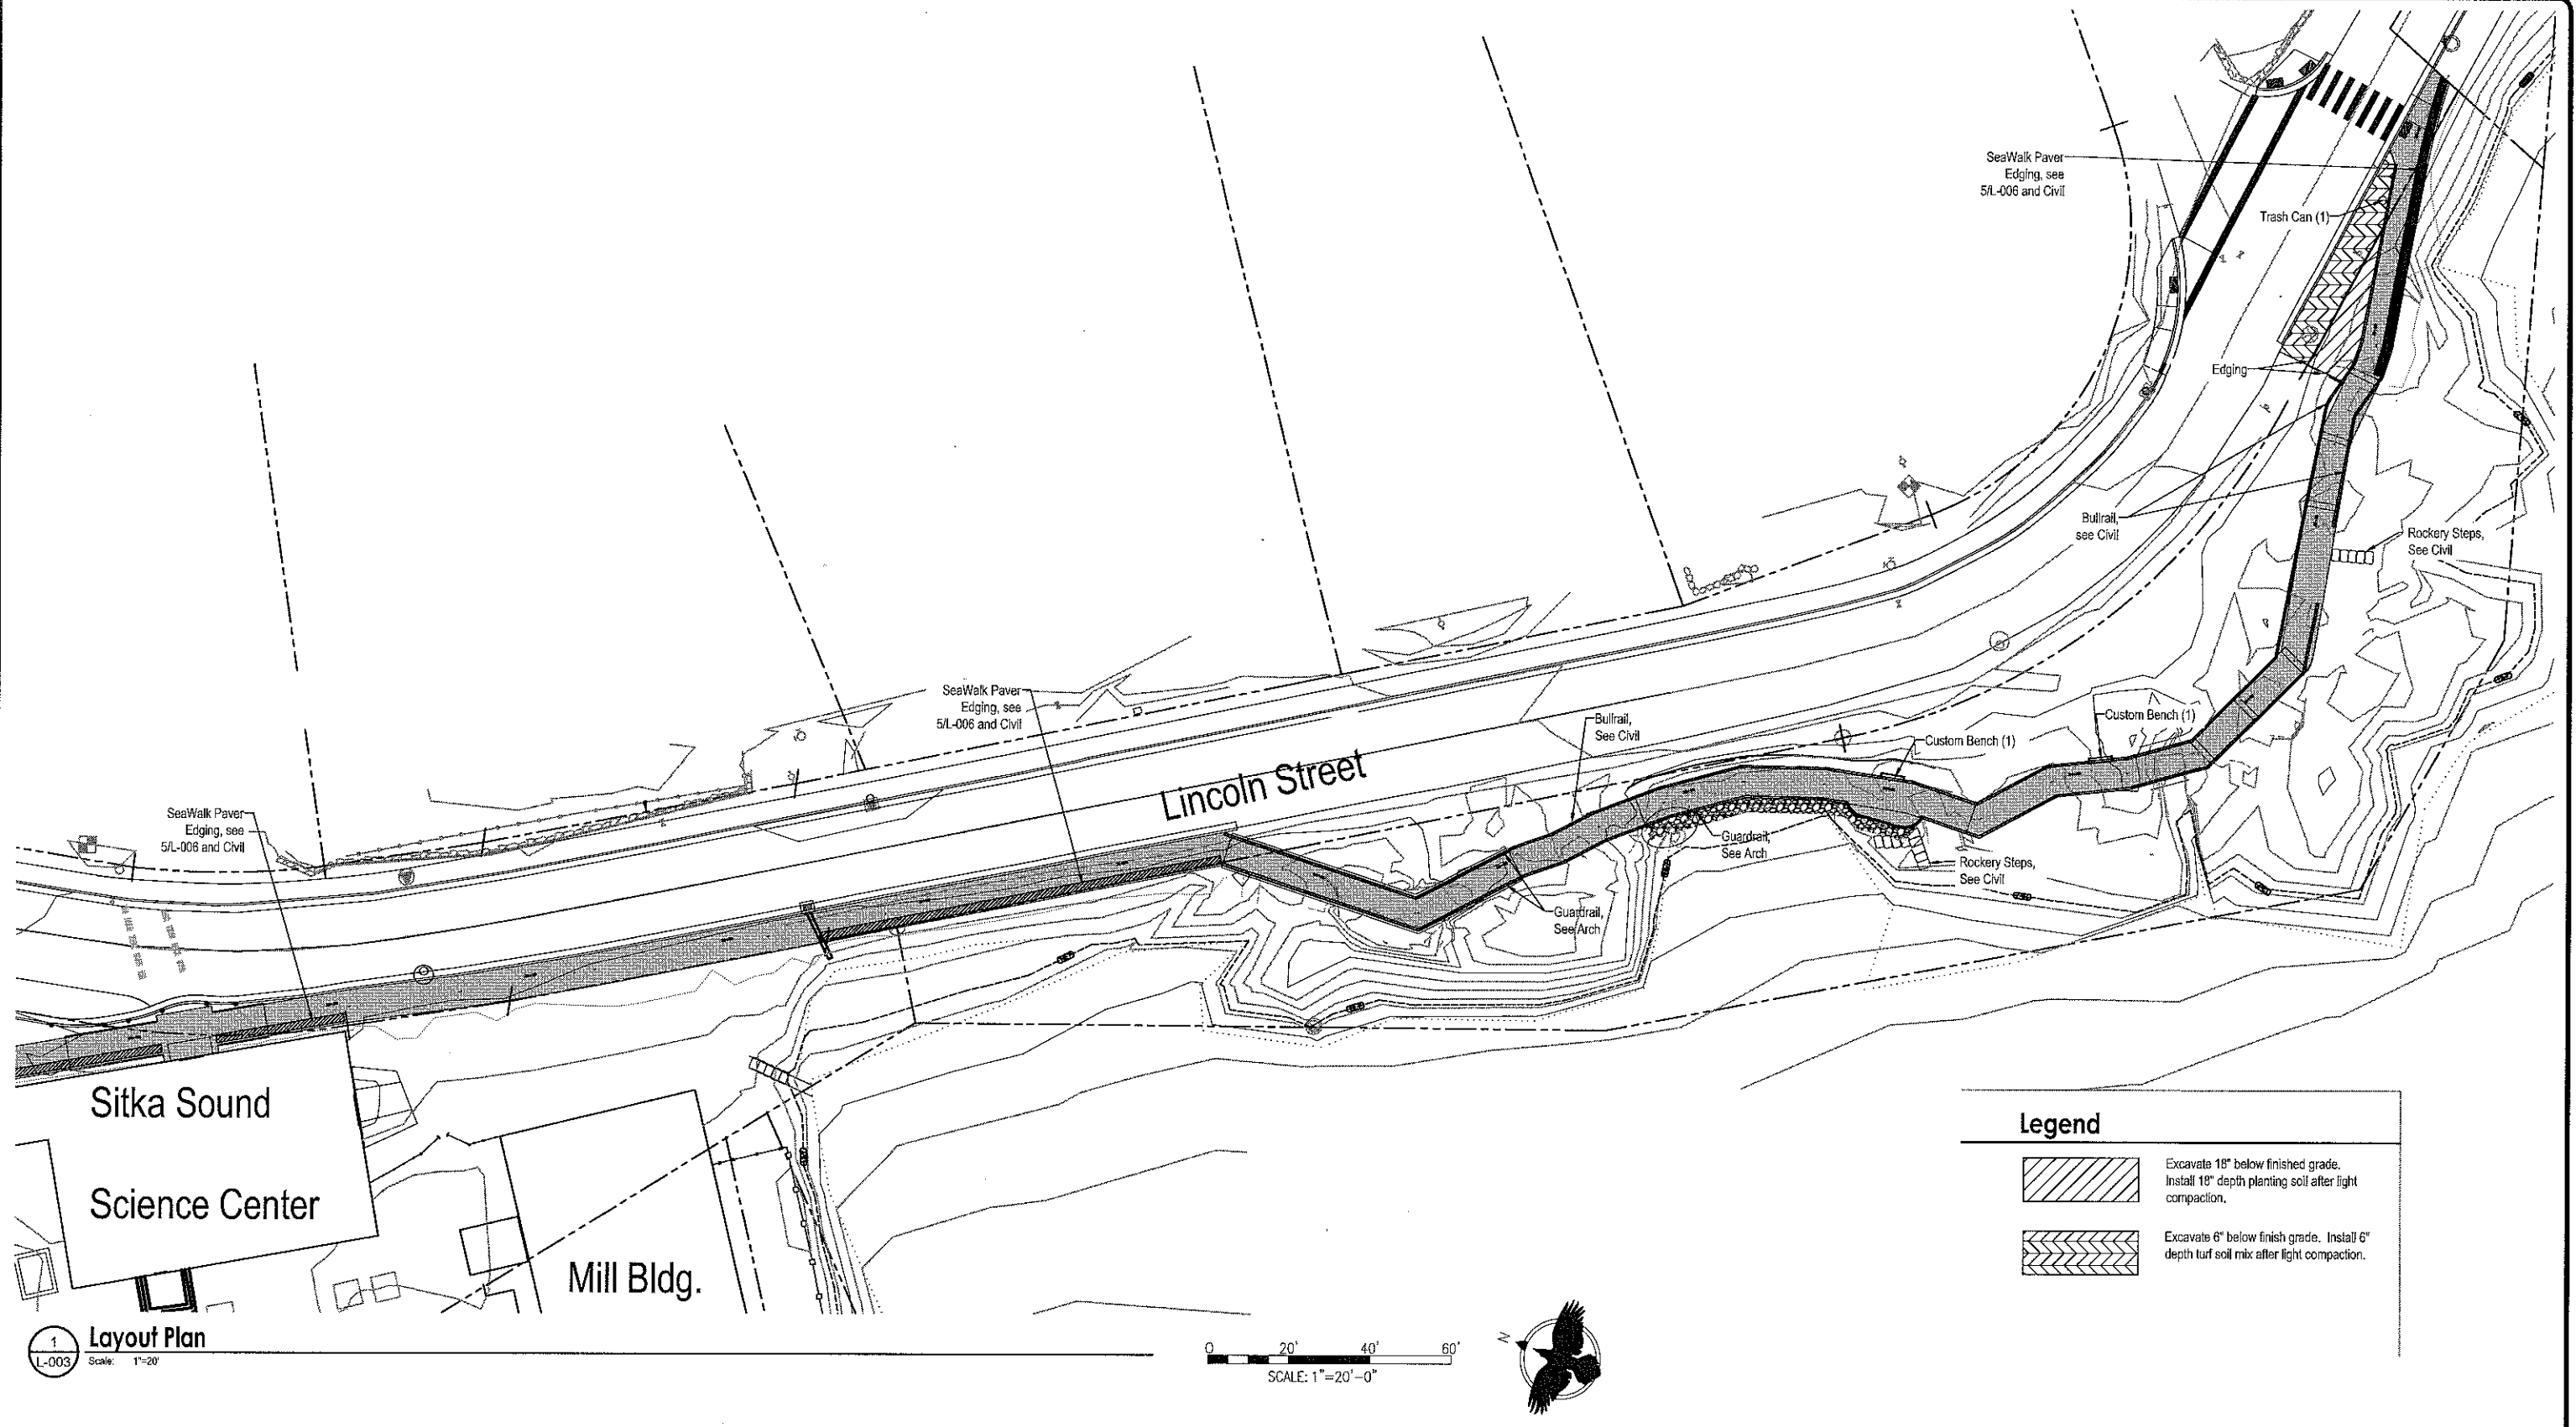 SeaWalk Paver
Edging, see
5/L-006 and Civil
Trash Can (1)
Edging
Bullrail,
see Civil
Rockery Steps,
See Civil
SeaWalk Paver
Edging, see
5/L-006 and Civil
Bullrail,
See Civil
Custom Bench (1)
Custom Bench (1)
Lincoln Street
SeaWalk Paver
Edging, see
5/L-006 and Civil
Guardrail,
See Arch
Rockery Steps,
See Civil
Guardrail,
See Arch
Sitka Sound
Science Center
Mill Bldg.
Legend
Excavate 18" below finished grade.
Install 18" depth planting soil after light
compaction.
Excavate 6" below finish grade. Install 6"
depth turf soil mix after light compaction.
1
L-003
Layout Plan
Scale: 1"=20'
0 20' 40' 60'
SCALE: 1"=20'-0"
N